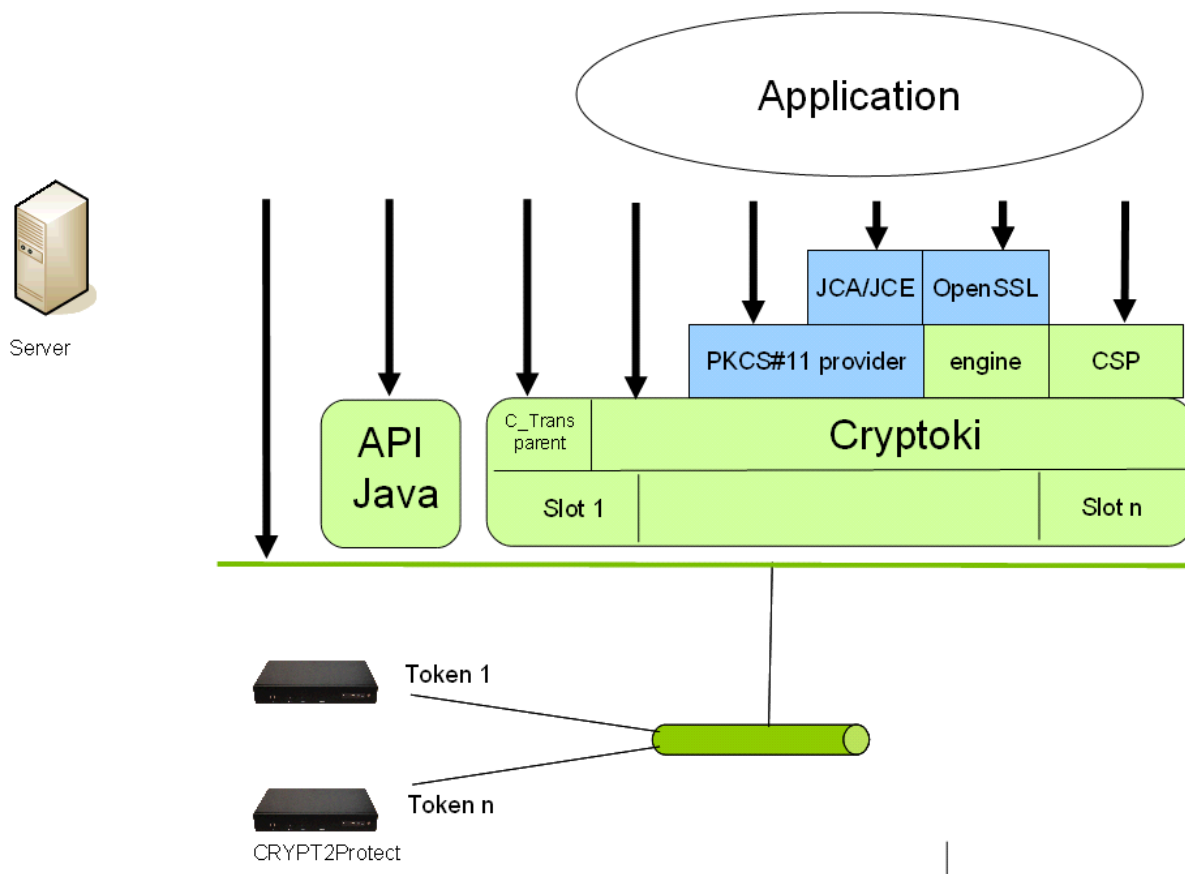 Application
Server
JCA/JCE
OpenSSL
PKCS#11 provider
engine
CSP
API
Java
C_Trans
parent
Cryptoki
Slot 1
Slot n
Token 1
Token n
CRYPT2Protect